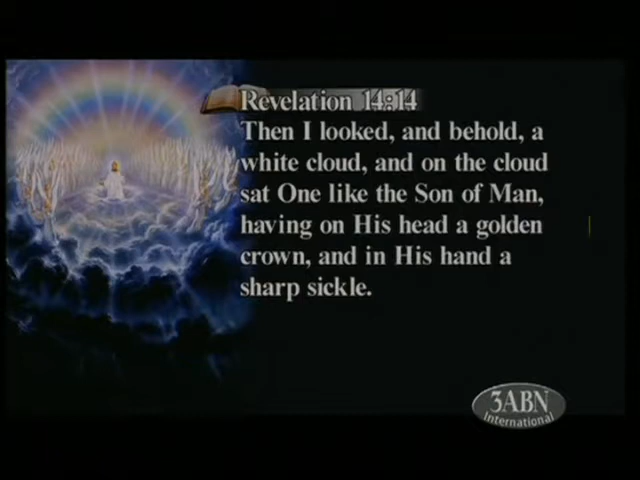 Revelation 14:14
Then I looked, and behold, a
white cloud, and on the cloud
sat One like the Son of Man,
having on His head a golden
crown, and in His hand a
sharp sickle.
3ABN
International